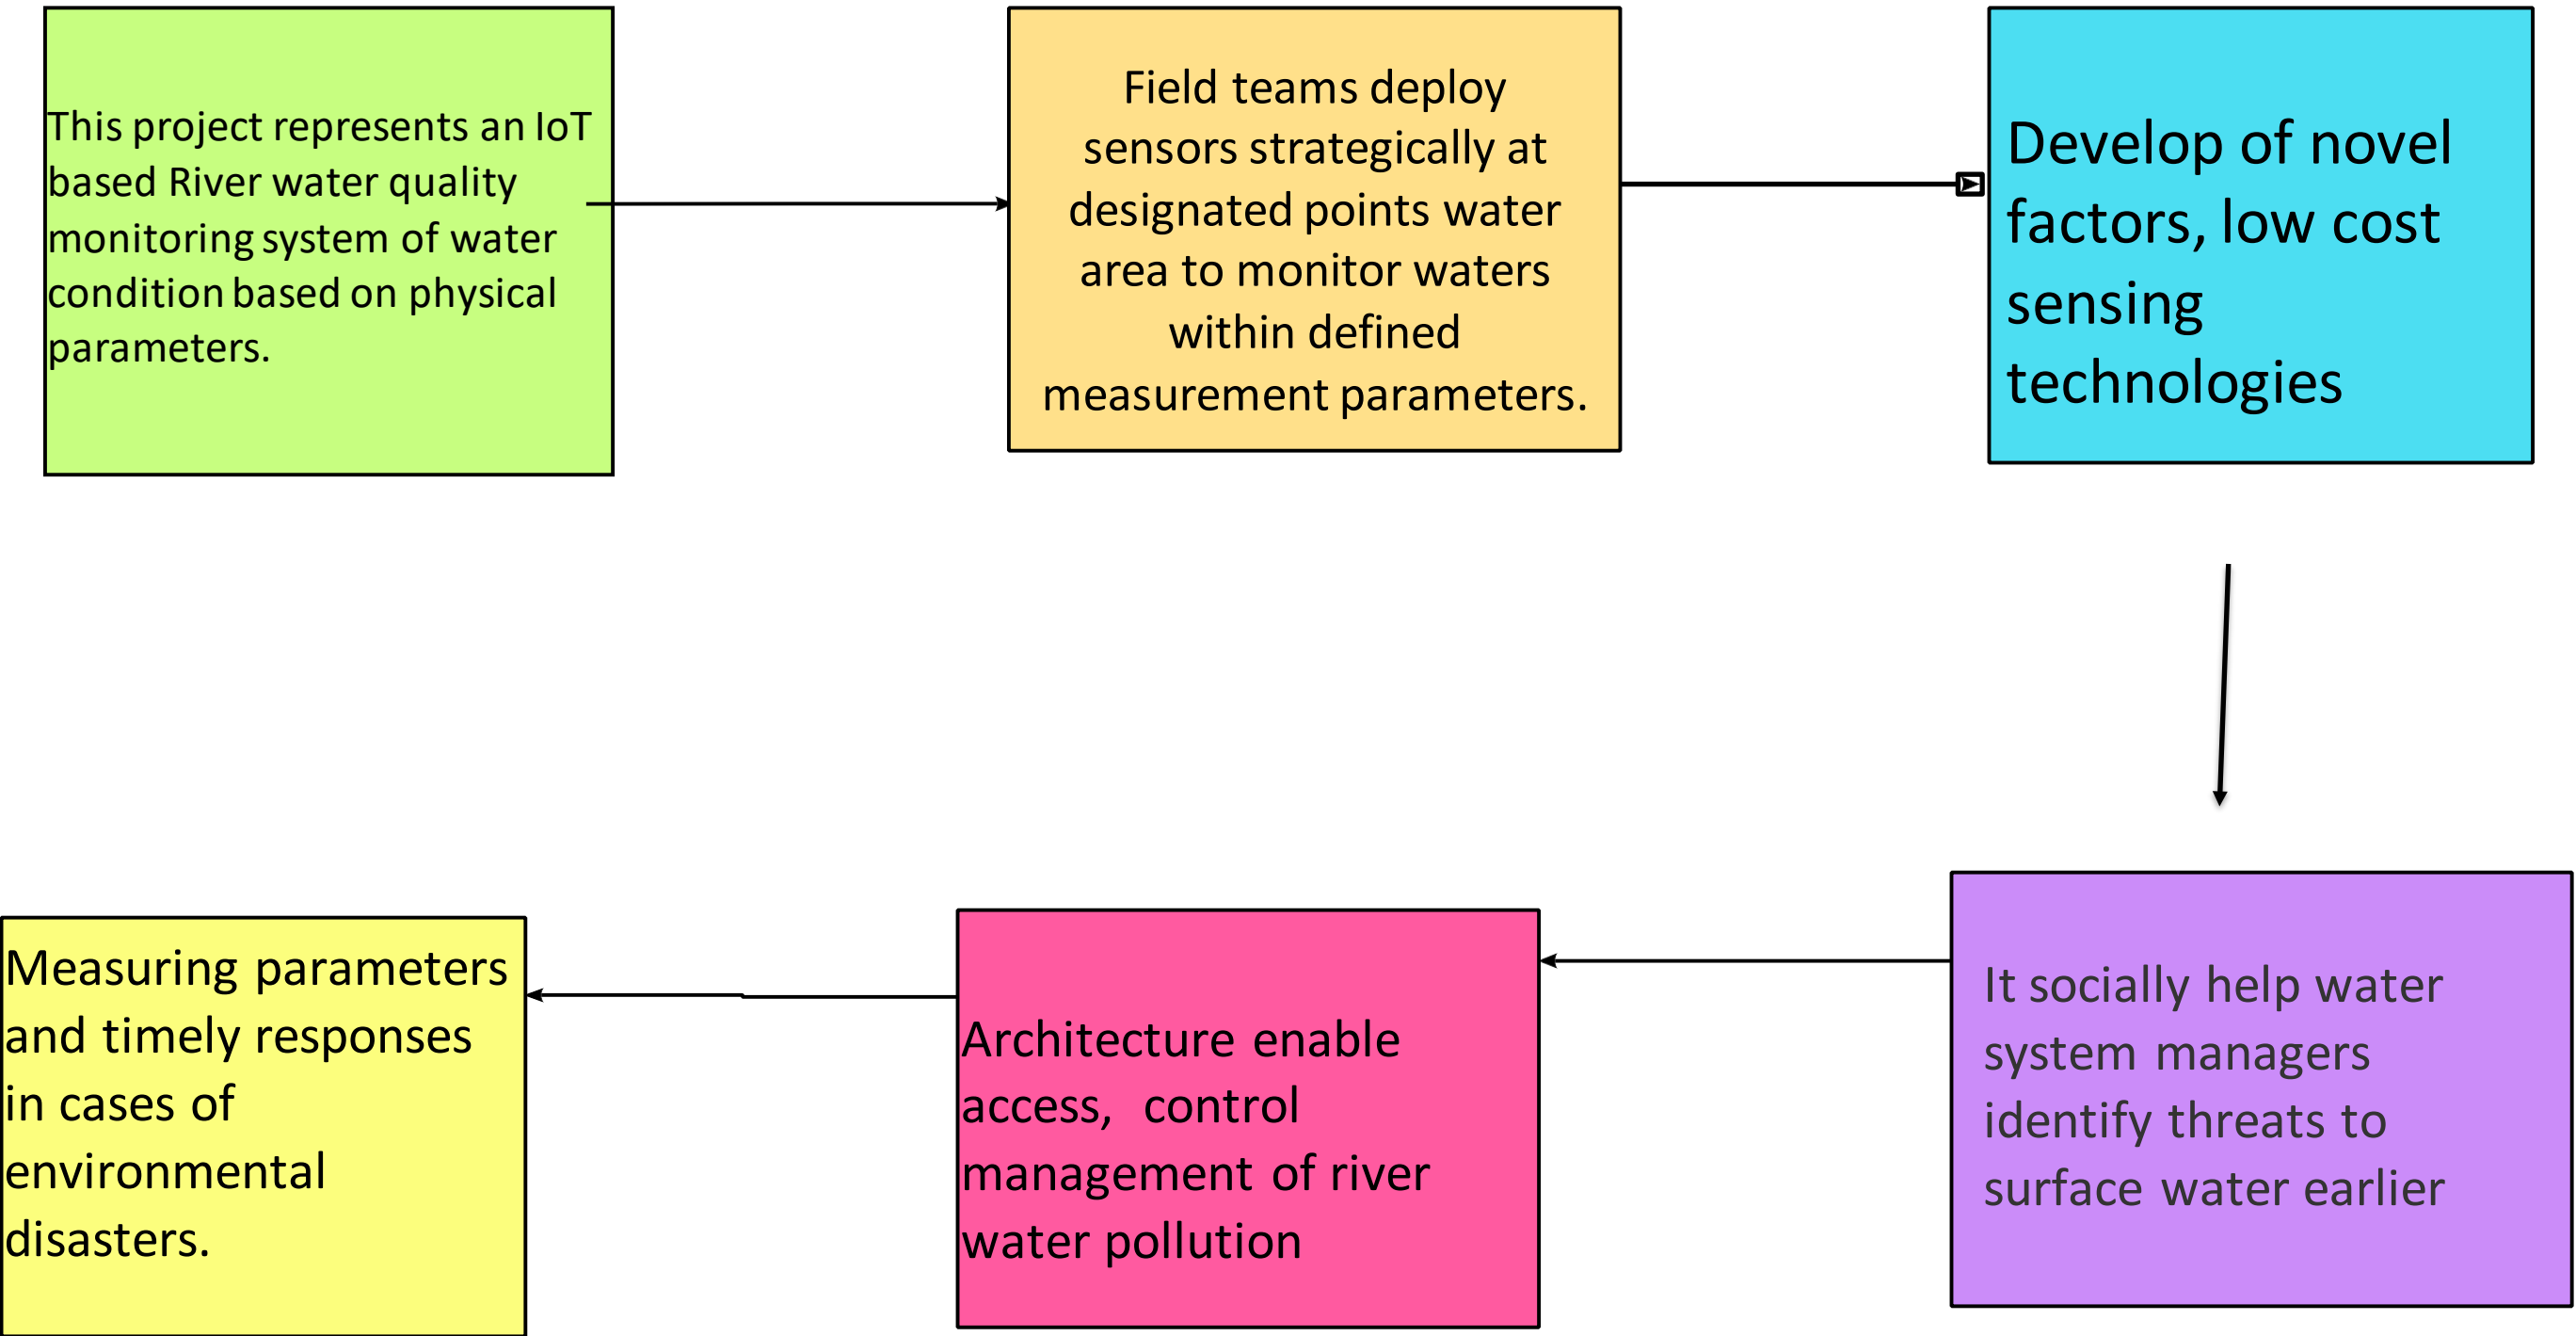 This project represents an IoT
based River water quality
monitoring system of water
condition based on physical
parameters.
Field teams deploy
sensors strategically at
designated points water
area to monitor waters
within defined
measurement parameters.
Develop of novel
factors, low cost
sensing
technologies
It socially help water
system managers
identify threats to
surface water earlier
Architecture enable
access, control
management of river
water pollution
Measuring parameters
and timely responses
in cases of
environmental
disasters.